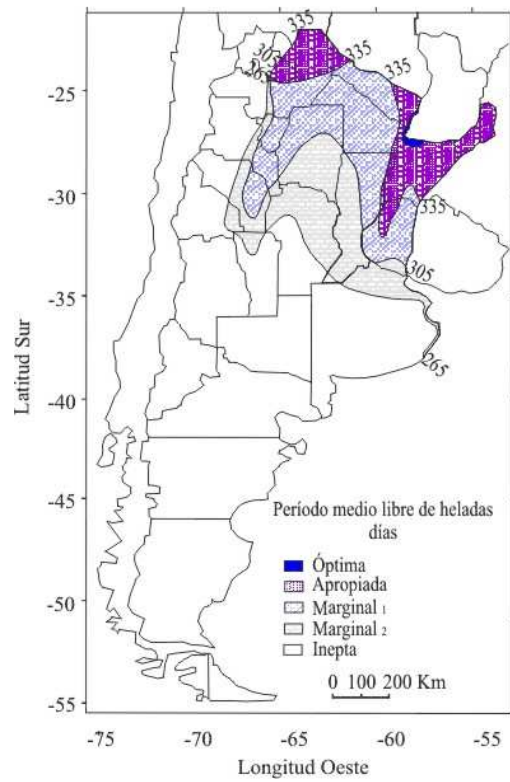 335
305
265
335
335
-25
-30
335
305
-35
265
-40
-45
-50
-55
Latitud Sur
Período medio libre de heladas
días
Óptima
Apropiada
Marginal 1
Marginal 2
Inepta
0 100 200 Km
-75 -70 -65 -60 -55
Longitud Oeste